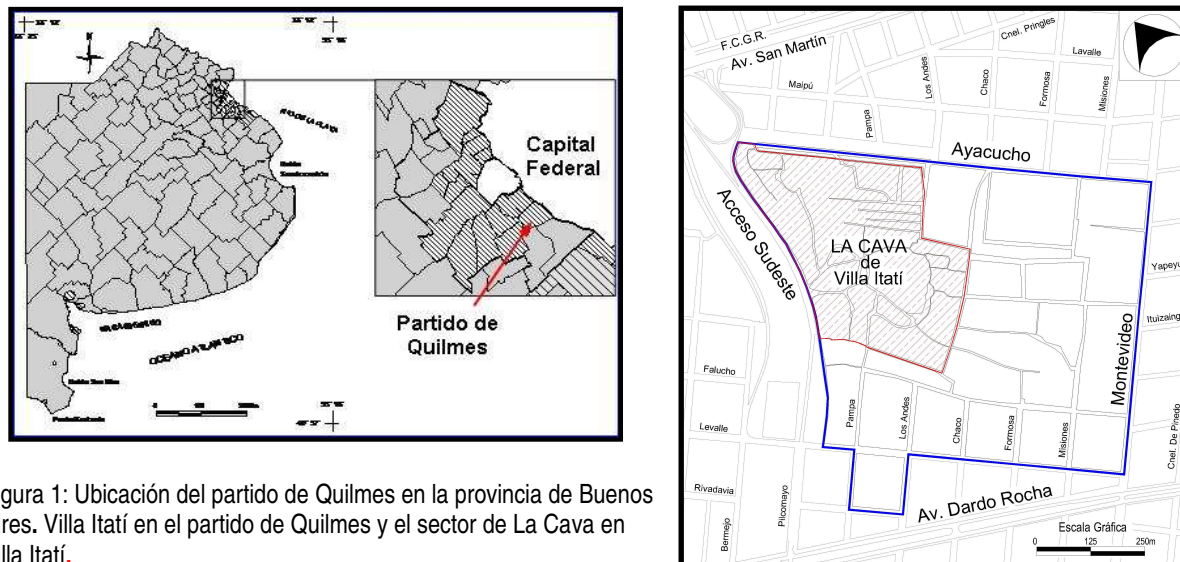 N
Capital
Federal
Partido de
Quilmes
gura 1: Ubicación del partido de Quilmes en la provincia de Buenos
res. Villa Itatí en el partido de Quilmes y el sector de La Cava en
lla Itatí.
F.C.G.R.
Av. San Martín
Cnel. Pringles
Lavalle
Maipú
Los Andes
Chaco
Formosa
Misiones
Pampa
Ayacucho
Acceso Sudeste
LA CAVA
de
Villa Itatí
Yapeyu
Ituizaing
Montevideo
Falucho
Levalle
Pampa
Los Andes
Chaco
Formosa
Misiones
Cnel. De Pinedo
Rivadavia
Pilcomayo
Bermejo
Av. Dardo Rocha
Escala Gráfica
0 125 250m